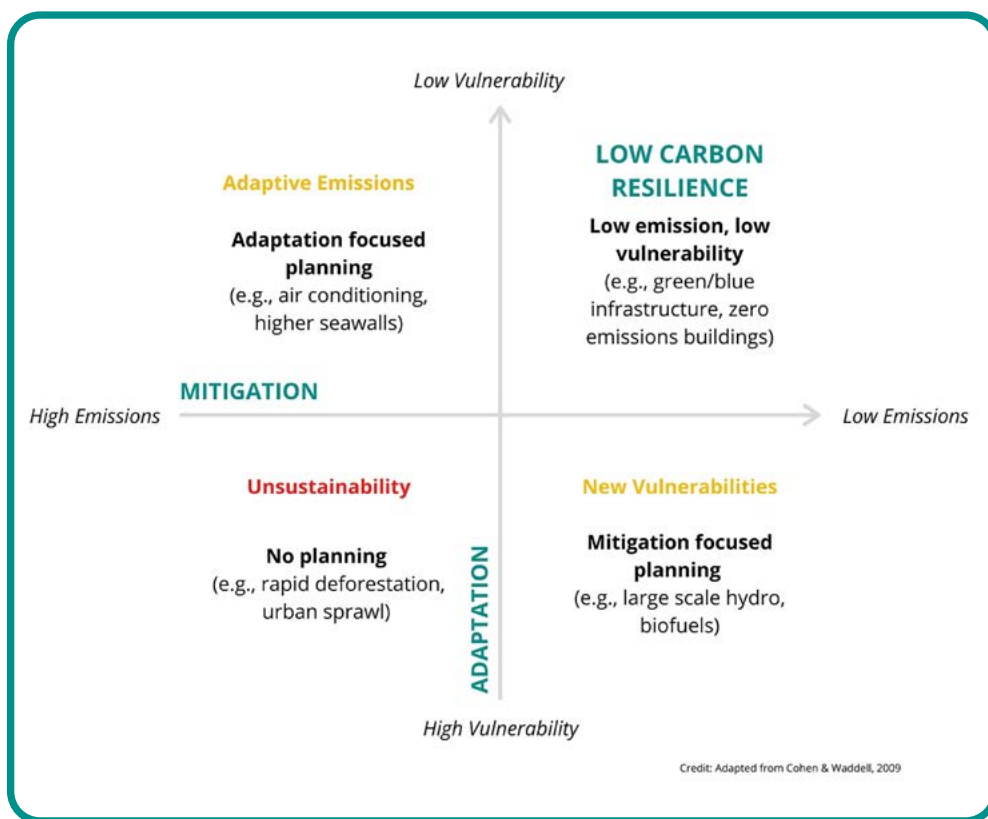 Low Vulnerability
Adaptive Emissions
Adaptation focused
planning
(e.g., air conditioning,
higher seawalls)
LOW CARBON
RESILIENCE
Low emission, low
vulnerability
(e.g., green/blue
infrastructure, zero
emissions buildings)
MITIGATION
High Emissions
Low Emissions
Unsustainability
No planning
(e.g., rapid deforestation,
urban sprawl)
ADAPTATION
New Vulnerabilities
Mitigation focused
planning
(e.g., large scale hydro,
biofuels)
High Vulnerability
Credit: Adapted from Cohen & Waddell, 2009